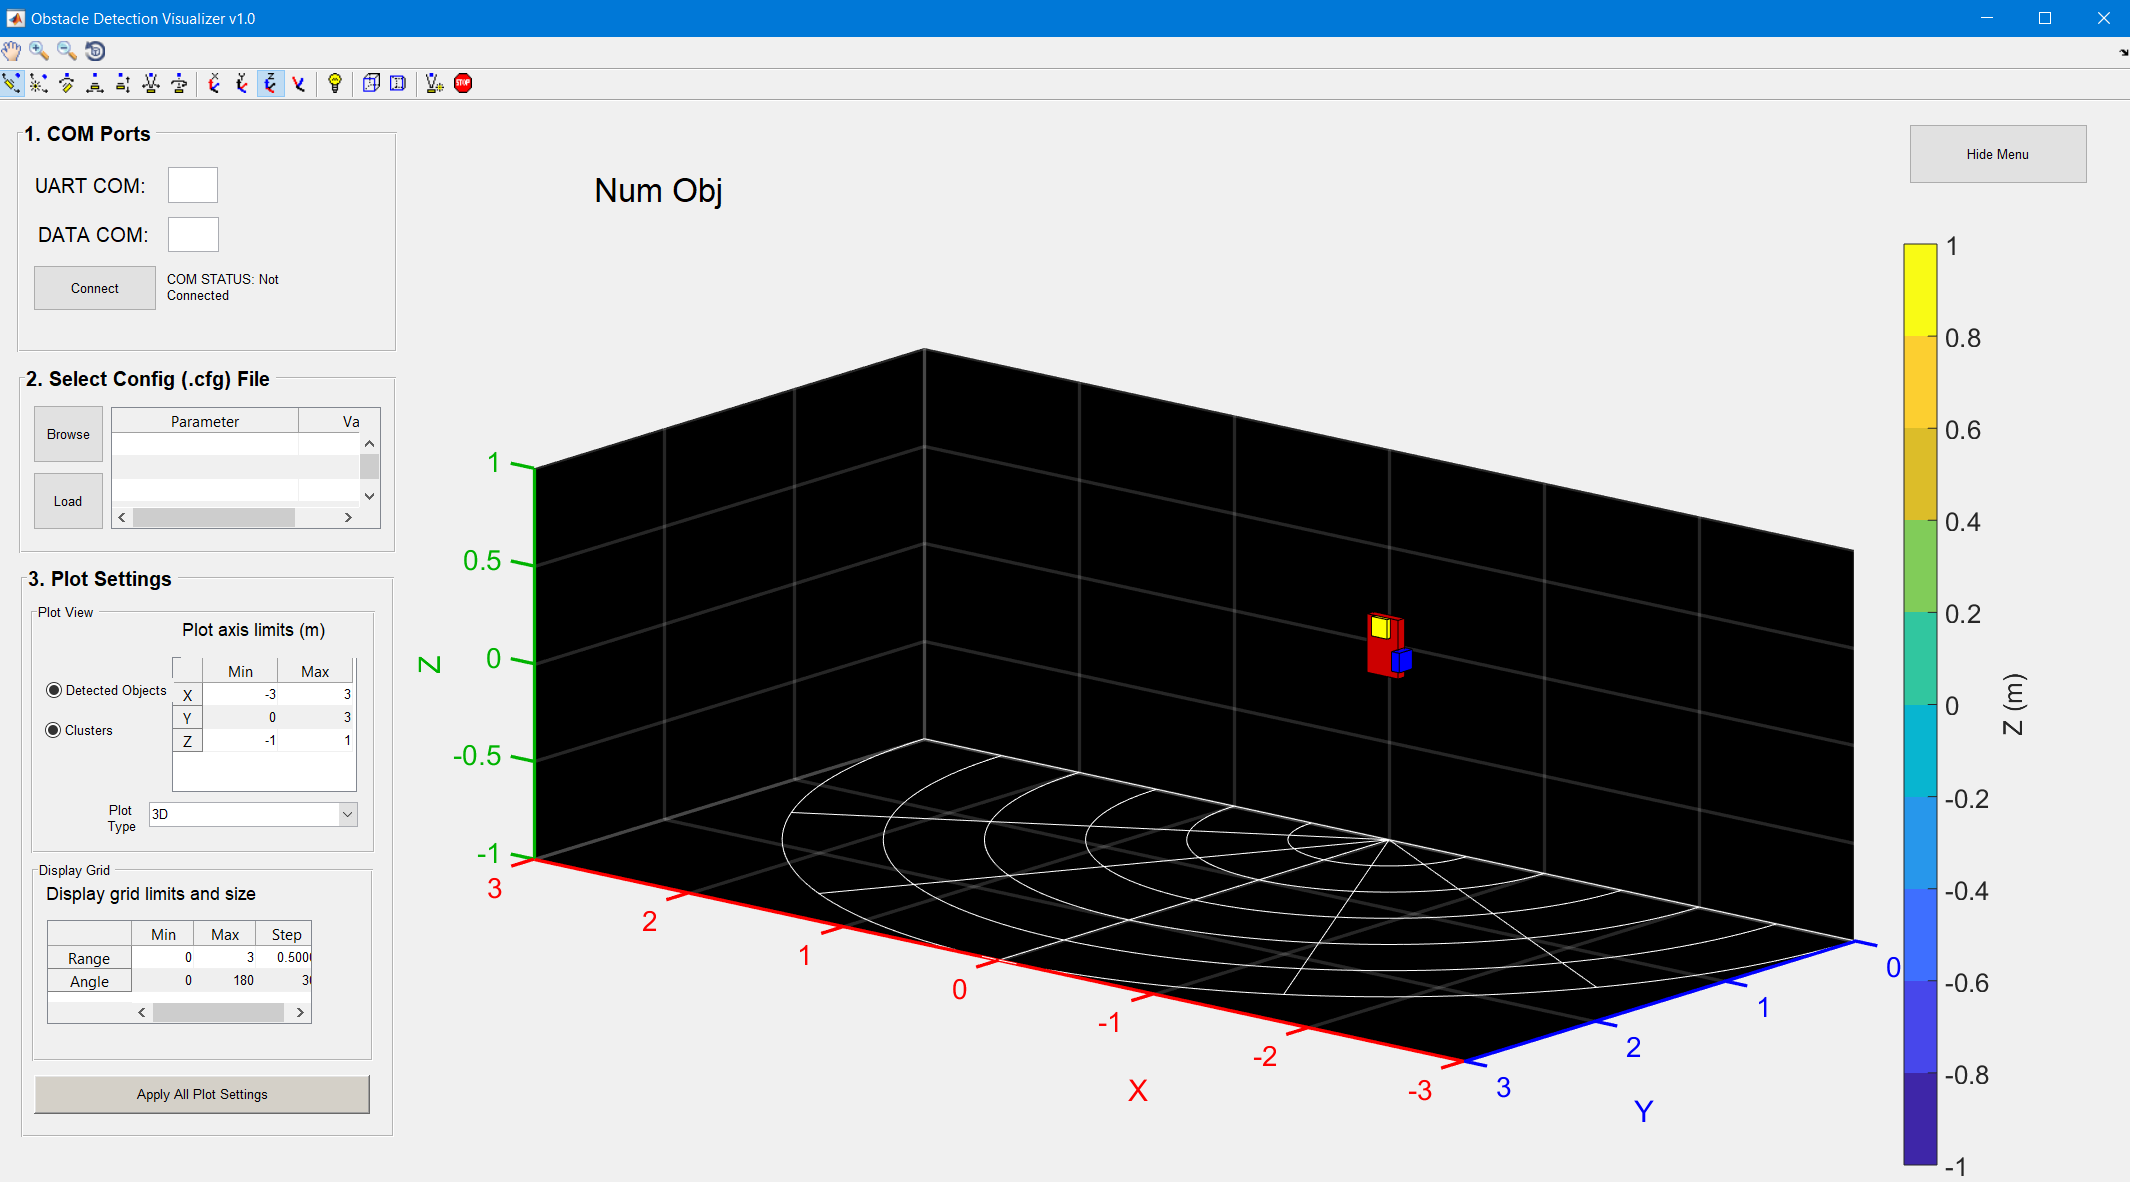 Obstacle Detection Visualizer v1.0
1. COM Ports
UART COM:
DATA COM:
Connect
COM STATUS: Not
Connected
2. Select Config (.cfg) File
Browse
Load
Parameter Va
3. Plot Settings
Plot View
Plot axis limits (m)
Detected Objects
Clusters
Min Max
X -3 3
Y 0 3
Z -1 1
Plot
Type
3D
Display Grid
Display grid limits and size
Min Max Step
Range 0 3 0.500
Angle 0 180 30
Apply All Plot Settings
Num Obj
Hide Menu
Z
1
0.5
0
-0.5
-1
3
2
1
0
-1
-2
-3
X
3
2
1
0
Y
1
0.8
0.6
0.4
0.2
0
-0.2
-0.4
-0.6
-0.8
-1
Z (m)
STOP
X
Y
Z